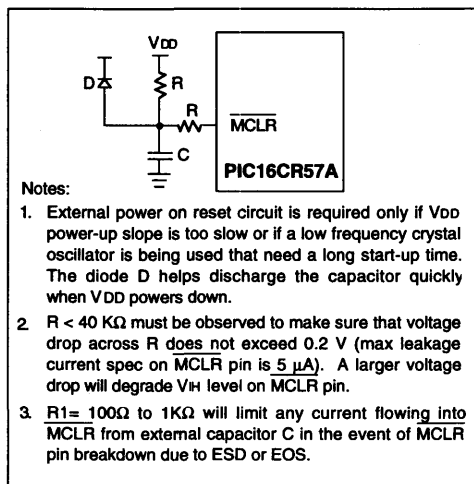 VDD
D
R
R
MCLR
C
PIC16CR57A
Notes:
1. External power on reset circuit is required only if VDD
power-up slope is too slow or if a low frequency crystal
oscillator is being used that need a long start-up time.
The diode D helps discharge the capacitor quickly
when VDD powers down.
2. R < 40 KΩ must be observed to make sure that voltage
drop across R does not exceed 0.2 V (max leakage
current spec on MCLR pin is 5 µA). A larger voltage
drop will degrade VIH level on MCLR pin.
3. R1= 100Ω to 1KΩ will limit any current flowing into
MCLR from external capacitor C in the event of MCLR
pin breakdown due to ESD or EOS.